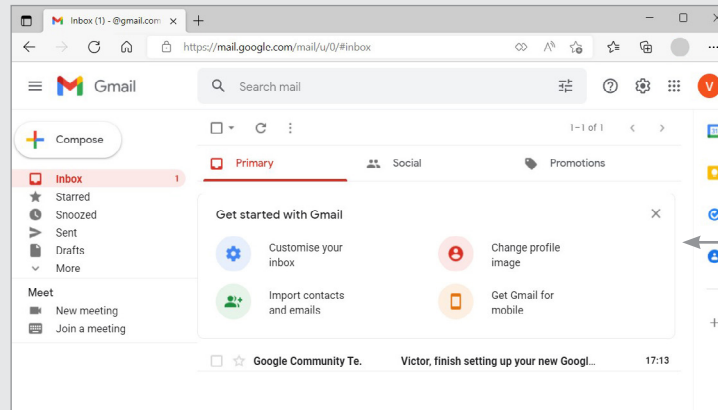 Inbox (1) - @gmail.com
https://mail.google.com/mail/u/0/#inbox
Gmail
Search mail
V
Compose
1-1 of 1
Inbox 1
Starred
Snoozed
Sent
Drafts
More
Meet
New meeting
Join a meeting
Primary
Social
Promotions
Get started with Gmail
Customise your
inbox
Change profile
image
Import contacts
and emails
Get Gmail for
mobile
Google Community Te. Victor, finish setting up your new Googl... 17:13